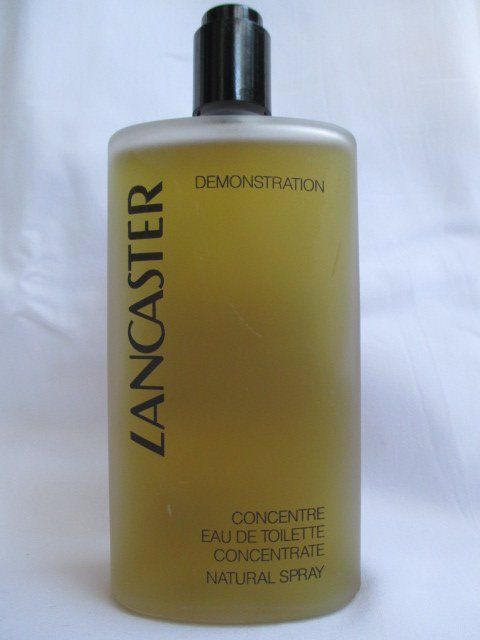 DEMONSTRATION
LANCASTER
CONCENTRE
EAU DE TOILETTE
CONCENTRATE
NATURAL SPRAY